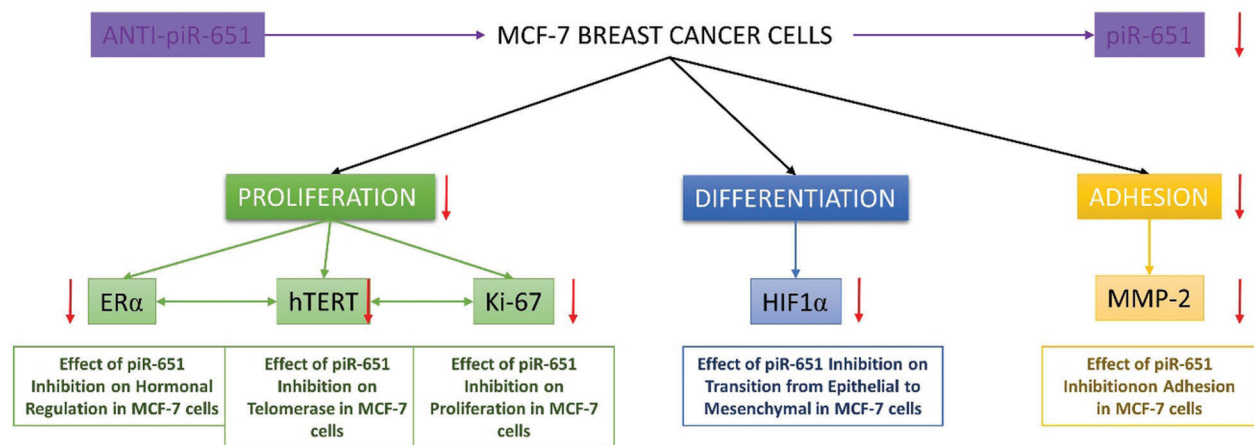 ANTI-piR-651
MCF-7 BREAST CANCER CELLS
piR-651
PROLIFERATION
DIFFERENTIATION
ADHESION
ERα
hTERT
Ki-67
HIF1α
MMP-2
Effect of piR-651
Inhibition on Hormonal
Regulation in MCF-7 cells
Effect of piR-651
Inhibition on
Telomerase in MCF-7
cells
Effect of piR-651
Inhibition on
Proliferation in MCF-7
cells
Effect of piR-651 Inhibition on
Transition from Epithelial to
Mesenchymal in MCF-7 cells
Effect of piR-651
Inhibitionon Adhesion
in MCF-7 cells